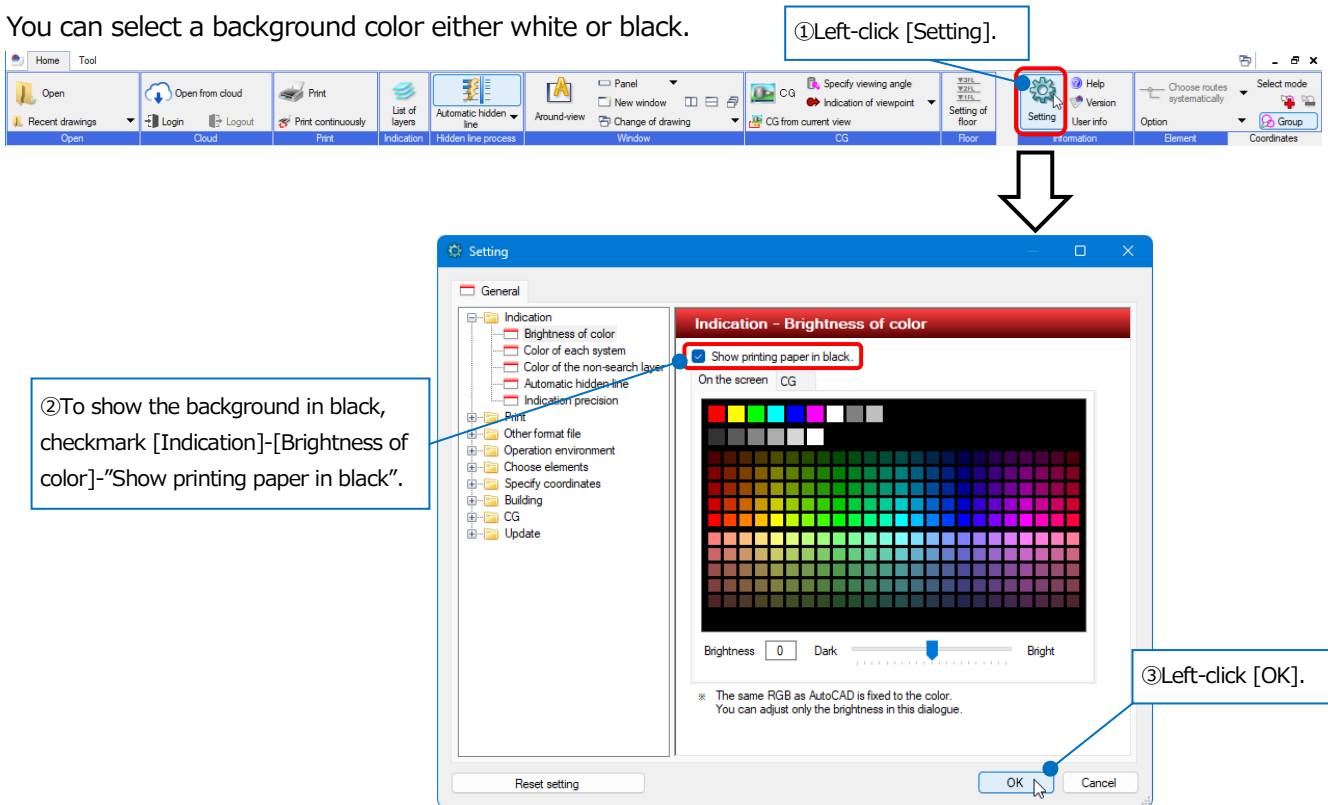 You can select a background color either white or black.
①Left-click [Setting].
Home Tool
Open
Recent drawings
Open
Open from cloud
Login Logout
Cloud
Print
Print continuously
Print
List of
layers
Indication
Automatic hidden
line
Hidden line process
Around-view
Panel
New window
Change of drawing
Window
CG
Specify viewing angle
Indication of viewpoint
CG from current view
CG
▼3FL
▼2FL
▼1FL
Setting of
floor
Floor
Setting
Help
Version
User info
Information
Choose routes
systematically
Option
Element
Select mode
Group
Coordinates
Setting
General
Indication
Brightness of color
Color of each system
Color of the non-search layer
Automatic hidden line
Indication precision
Print
Other format file
Operation environment
Choose elements
Specify coordinates
Building
CG
Update
Indication - Brightness of color
Show printing paper in black.
On the screen CG
②To show the background in black,
checkmark [Indication]-[Brightness of
color]-”Show printing paper in black”.
Brightness 0 Dark Bright
※ The same RGB as AutoCAD is fixed to the color.
You can adjust only the brightness in this dialogue.
③Left-click [OK].
Reset setting
OK Cancel